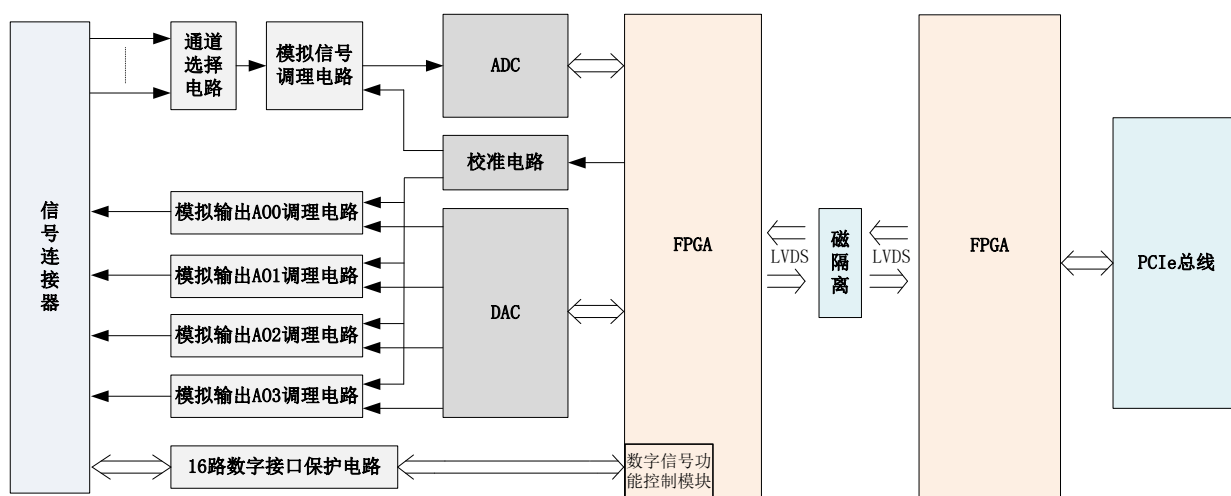 通道
选择
电路
模拟信号
调理电路
ADC
校准电路
信
号
连
接
器
模拟输出AO0调理电路
模拟输出AO1调理电路
模拟输出AO2调理电路
模拟输出AO3调理电路
DAC
FPGA
LVDS
磁
隔
离
LVDS
FPGA
PCIe总线
16路数字接口保护电路
数字信号功
能控制模块